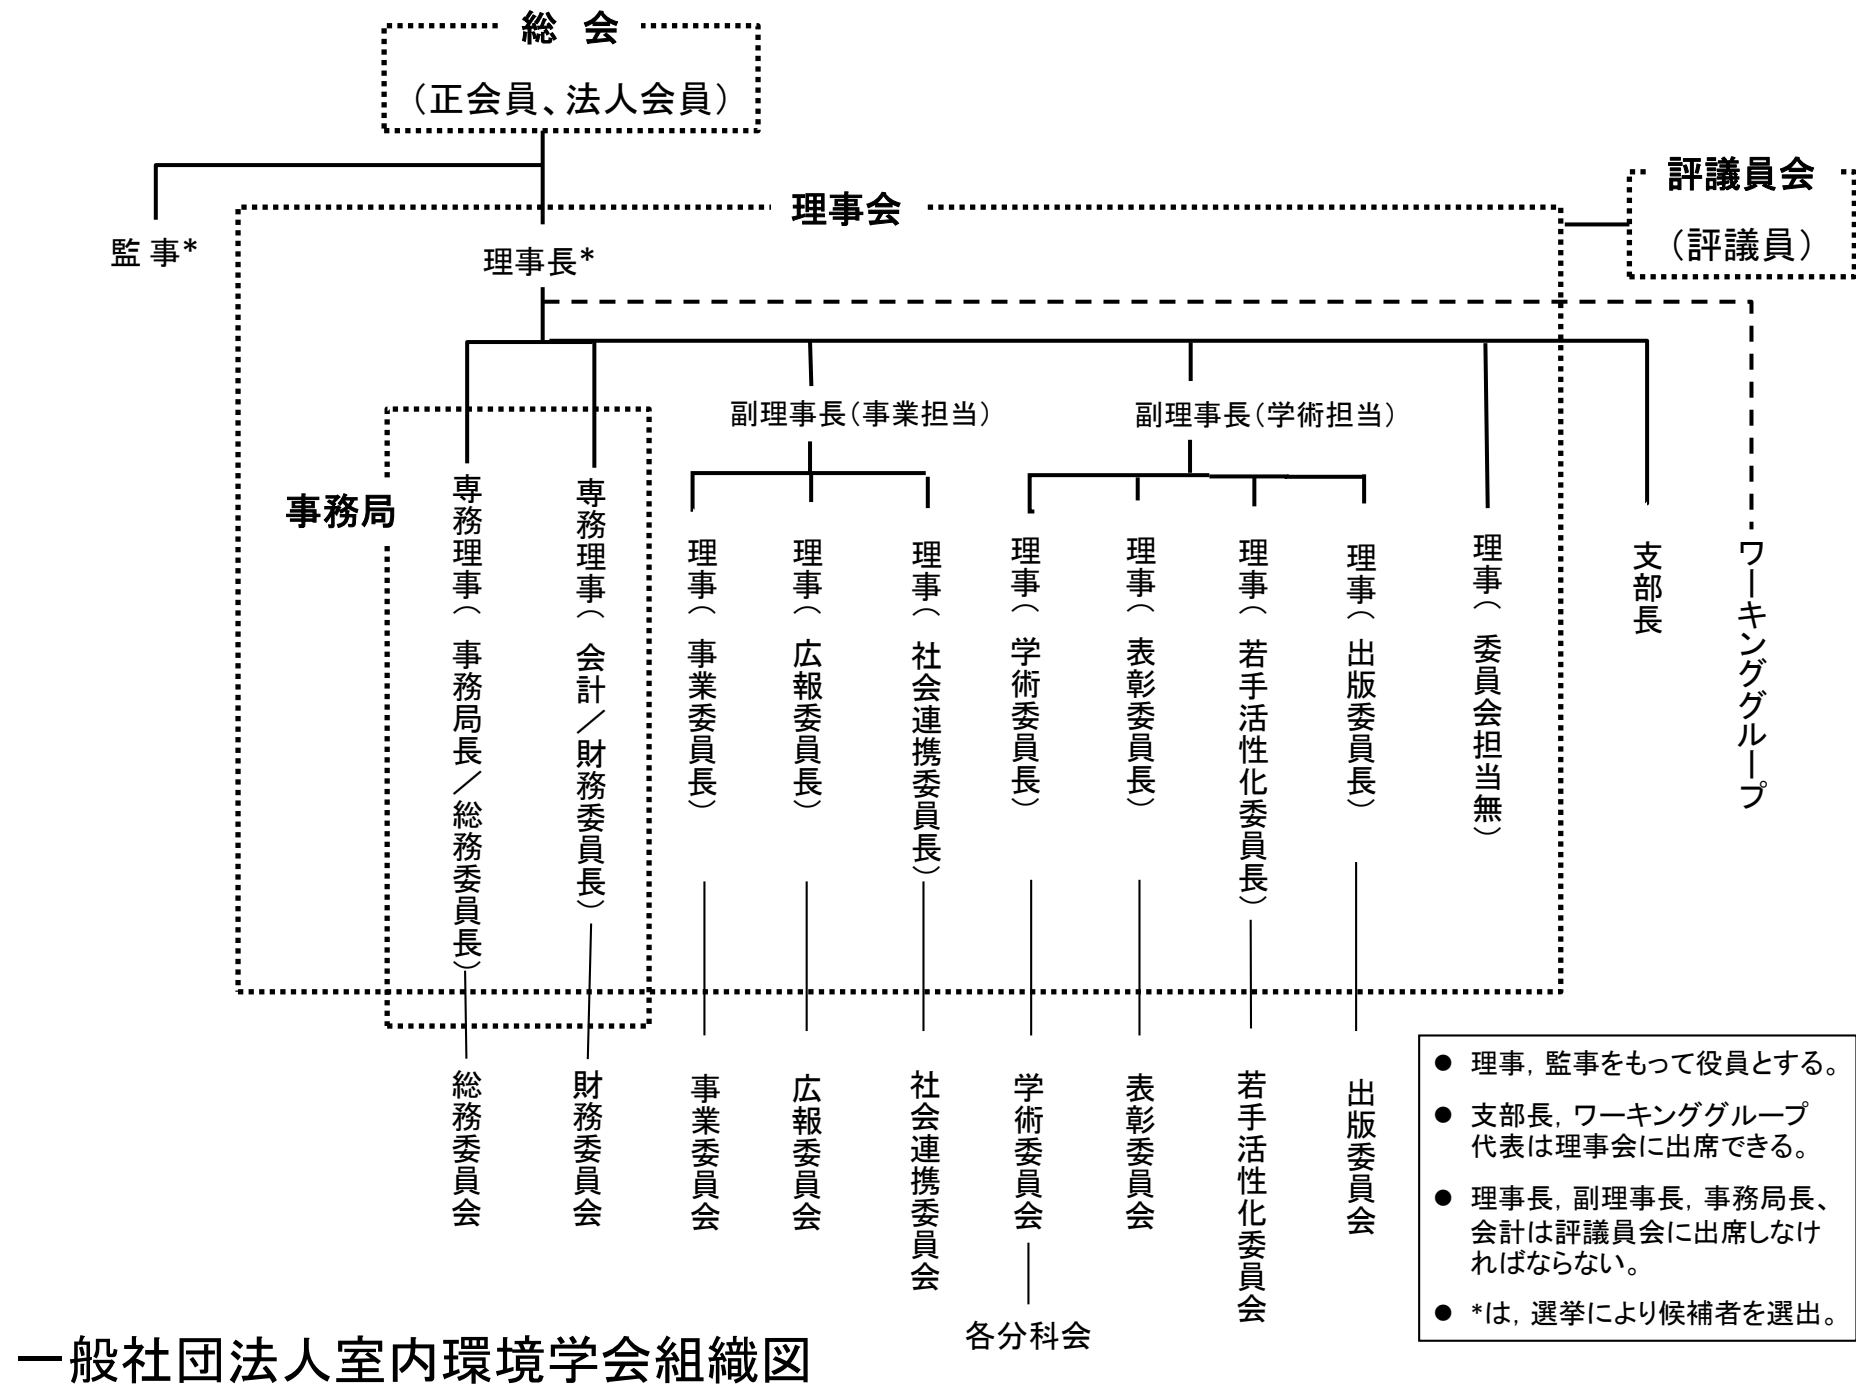 総 会
（正会員、法人会員）
評議員会
（評議員）
理事会
監 事*
理事長*
副理事長（事業担当）
副理事長（学術担当）
事務局
専務理事（ 事務局長／総務委員長）
専務理事（ 会計／財務委員長）
理事（ 事業委員長）
理事（ 広報委員長）
理事（ 社会連携委員長）
理事（ 学術委員長）
理事（ 表彰委員長）
理事（ 若手活性化委員長）
理事（ 出版委員長）
理事（ 委員会担当無）
支部長
ワーキンググループ
総務委員会
財務委員会
事業委員会
広報委員会
社会連携委員会
学術委員会
表彰委員会
若手活性化委員会
出版委員会
各分科会
● 理事, 監事をもって役員とする。
● 支部長, ワーキンググループ
代表は理事会に出席できる。
● 理事長, 副理事長, 事務局長、
会計は評議員会に出席しなけ
ればならない。
● *は, 選挙により候補者を選出。
一般社団法人室内環境学会組織図